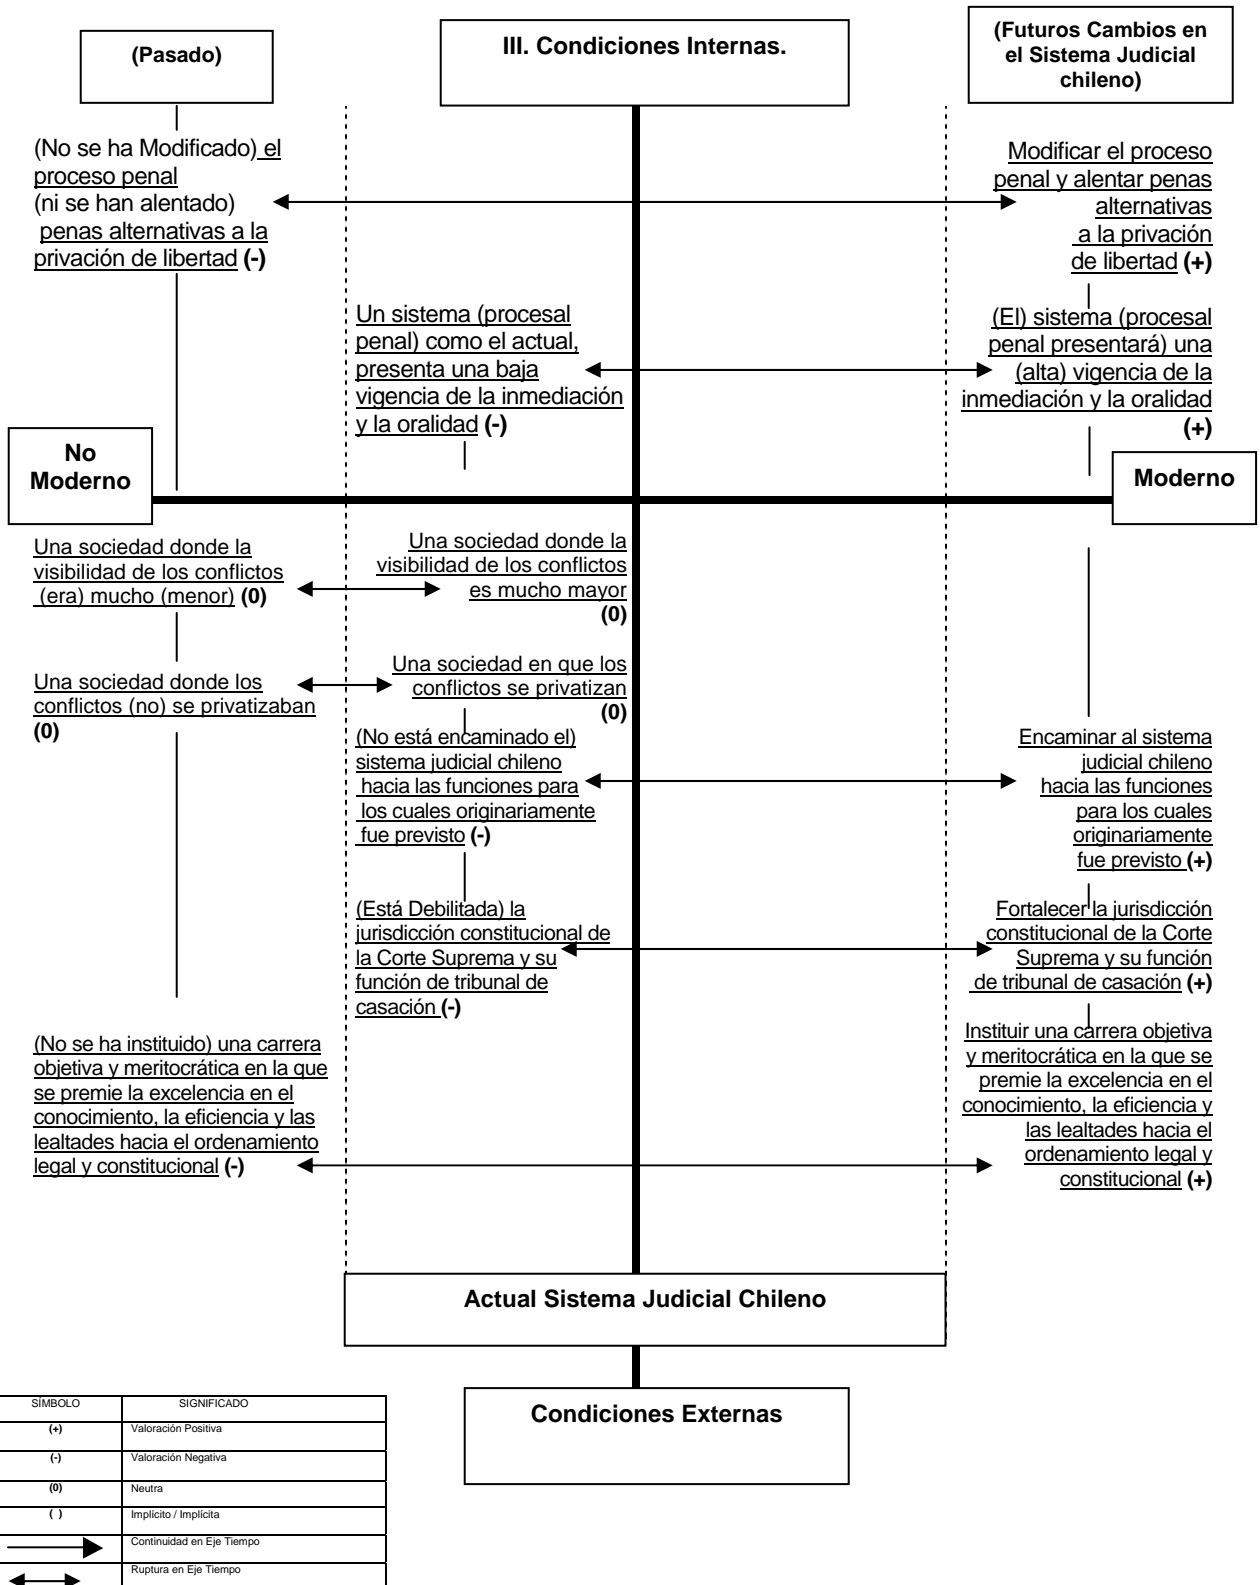 (Pasado)
III. Condiciones Internas.
(Futuros Cambios en
el Sistema Judicial
chileno)
(No se ha Modificado) el
proceso penal
(ni se han alentado)
penas alternativas a la
privación de libertad (-)
Modificar el proceso
penal y alentar penas
alternativas
a la privación
de libertad (+)
Un sistema (procesal
penal) como el actual,
presenta una baja
vigencia de la inmediación
y la oralidad (-)
(El) sistema (procesal
penal presentará) una
(alta) vigencia de la
inmediación y la oralidad
(+)
No
Moderno
Moderno
Una sociedad donde la
visibilidad de los conflictos
(era) mucho (menor) (0)
Una sociedad donde la
visibilidad de los conflictos
es mucho mayor
(0)
Una sociedad donde los
conflictos (no) se privatizaban
(0)
Una sociedad en que los
conflictos se privatizan
(0)
(No está encaminado el)
sistema judicial chileno
hacia las funciones para
los cuales originariamente
fue previsto (-)
Encaminar al sistema
judicial chileno
hacia las funciones
para los cuales
originariamente
fue previsto (+)
(Está Debilitada) la
jurisdicción constitucional de
la Corte Suprema y su
función de tribunal de
casación (-)
Fortalecer la jurisdicción
constitucional de la Corte
Suprema y su función
de tribunal de casación (+)
(No se ha instituido) una carrera
objetiva y meritocrática en la que
se premie la excelencia en el
conocimiento, la eficiencia y las
lealtades hacia el ordenamiento
legal y constitucional (-)
Instituir una carrera objetiva
y meritocrática en la que se
premie la excelencia en el
conocimiento, la eficiencia y
las lealtades hacia el
ordenamiento legal y
constitucional (+)
Actual Sistema Judicial Chileno
Condiciones Externas
SÍMBOLO SIGNIFICADO
(+) Valoración Positiva
(-) Valoración Negativa
(0) Neutra
( ) Implícito / Implícita
Continuidad en Eje Tiempo
Ruptura en Eje Tiempo